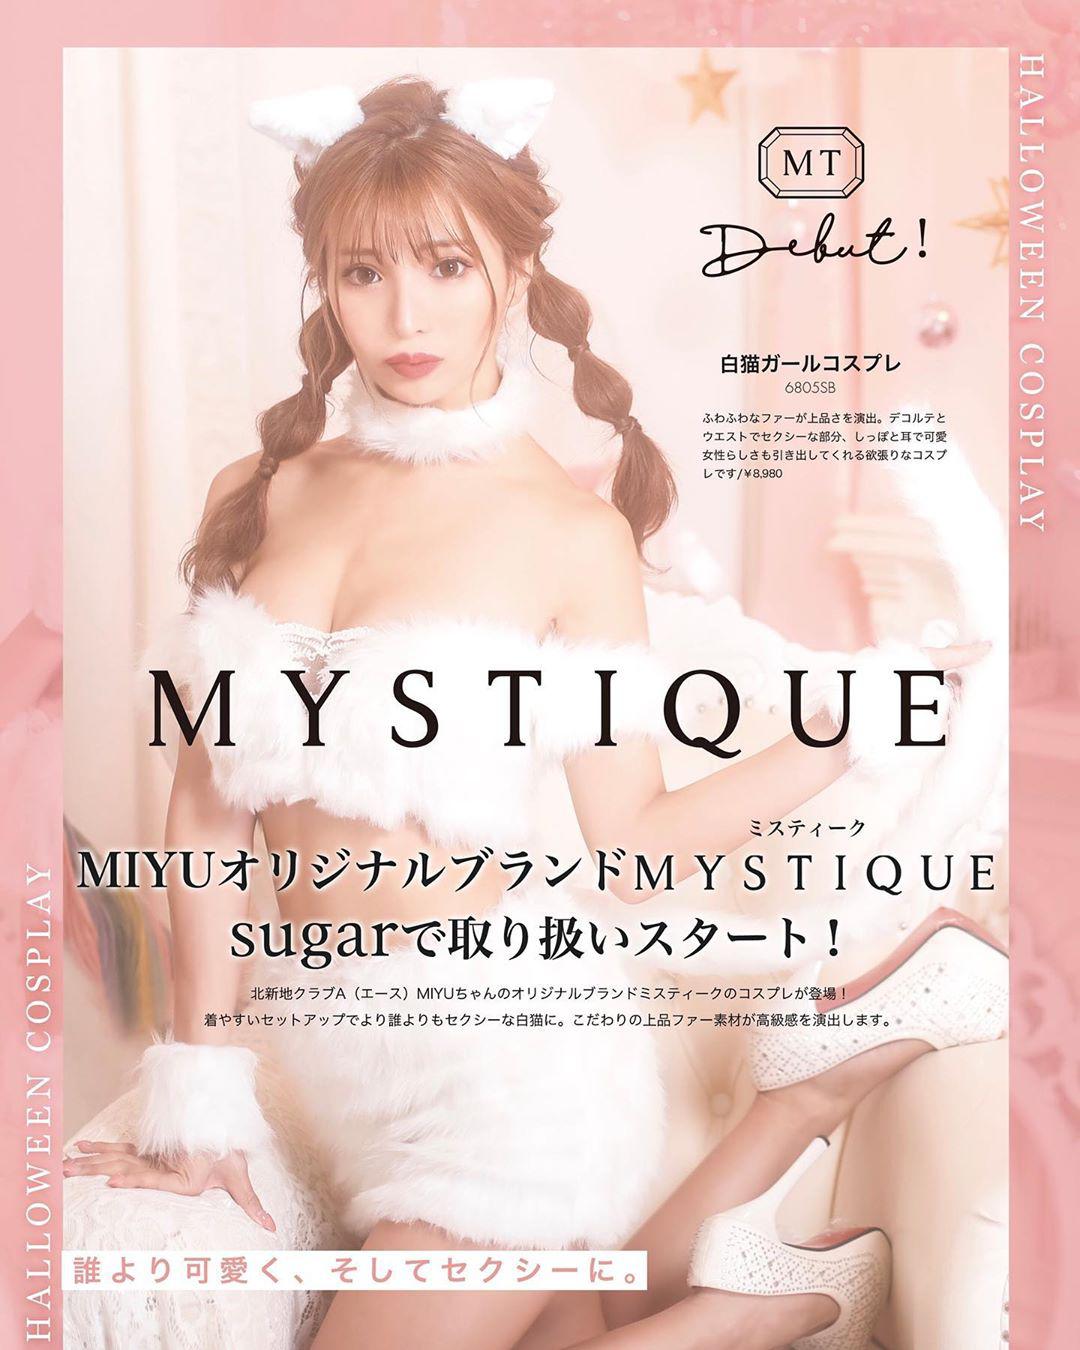 HALLOWEEN COSPLAY
MT
Debut!
白猫ガールコスプレ
6805SB
ふわふわなファーが上品さを演出。デコルテと
ウエストでセクシーな部分、しっぽと耳で可愛
女性らしさも引き出してくれる欲張りなコスプ
レです/¥8,980
MYSTIQUE
ミスティーク
MIYUオリジナルブランドMYSTIQUE
sugarで取り扱いスタート！
北新地クラブA（エース）MIYUちゃんのオリジナルブランドミスティークのコスプレが登場！
着やすいセットアップでより誰よりもセクシーな白猫に。こだわりの上品ファー素材が高級感を演出します。
誰より可愛く、そしてセクシーに。
HALLOWEEN COSPLAY